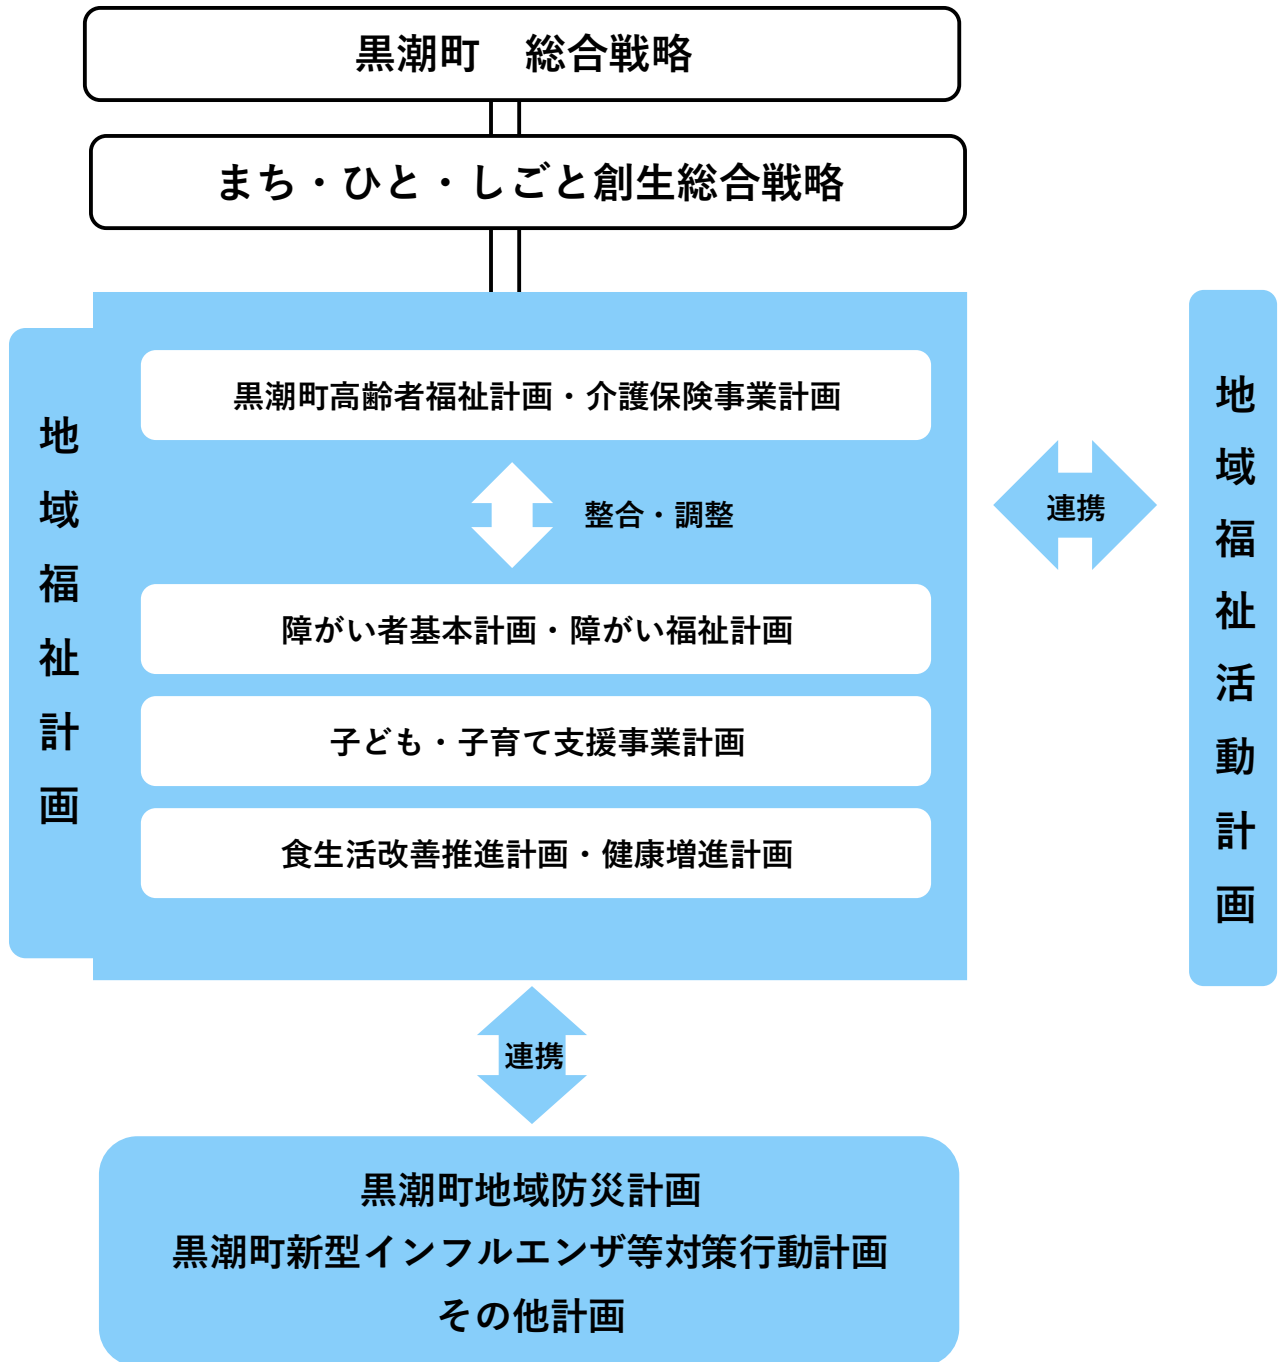 黒潮町　総合戦略
まち・ひと・しごと創生総合戦略
地域福祉計画
黒潮町高齢者福祉計画・介護保険事業計画
整合・調整
障がい者基本計画・障がい福祉計画
子ども・子育て支援事業計画
食生活改善推進計画・健康増進計画
連携
地域福祉活動計画
連携
黒潮町地域防災計画
黒潮町新型インフルエンザ等対策行動計画
その他計画